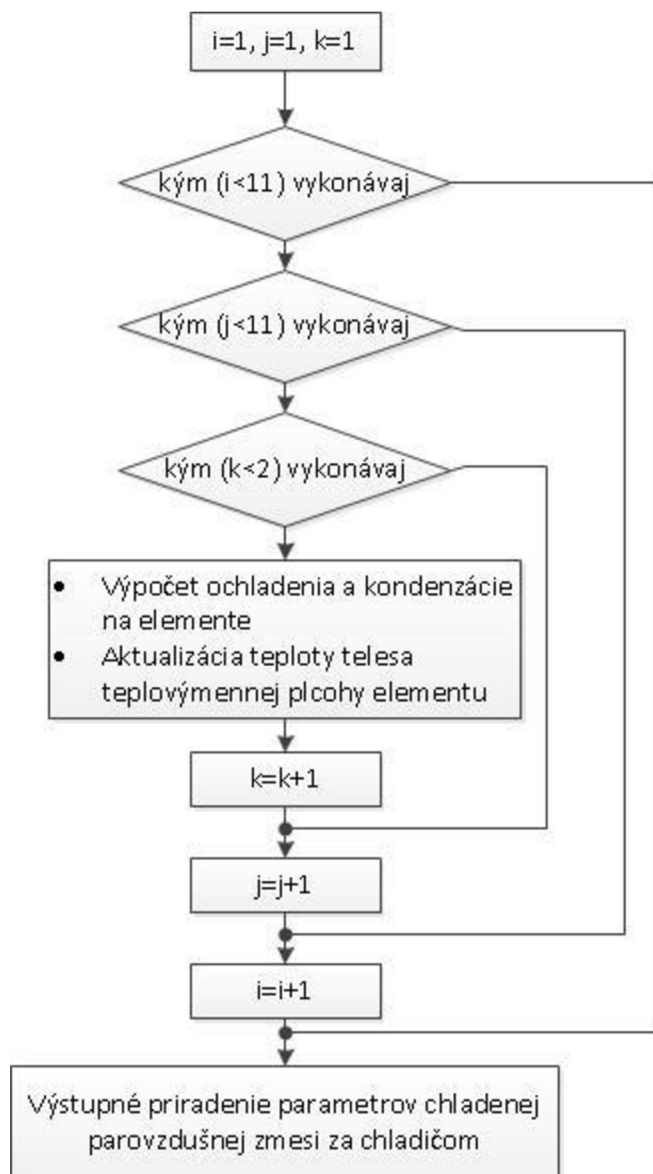 i=1, j=1, k=1
kým (i<11) vykonávaj
kým (j<11) vykonávaj
kým (k<2) vykonávaj
• Výpočet ochladenia a kondenzácie
na elemente
• Aktualizácia teploty telesa
teplovýmennej plcohy elementu
k=k+1
j=j+1
i=i+1
Výstupné priradenie parametrov chladenej
parovzdušnej zmesi za chladičom